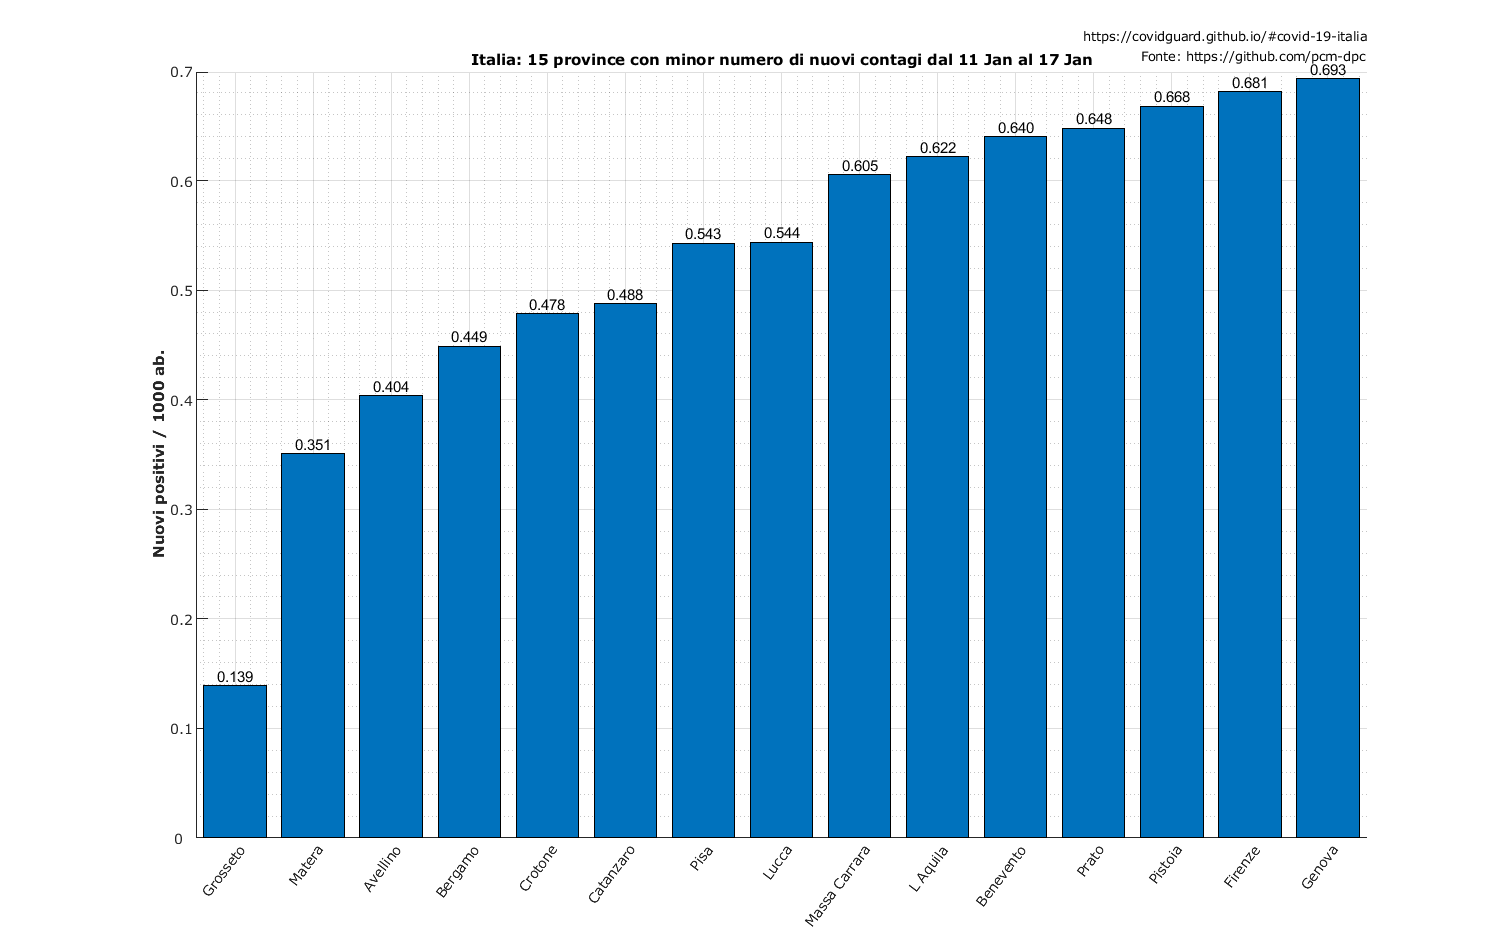 https://covidguard.github.io/#covid-19-italia
Italia: 15 province con minor numero di nuovi contagi dal 11 Jan al 17 Jan
Fonte: https://github.com/pcm-dpc
Nuovi positivi / 1000 ab.
0.7
0.6
0.5
0.4
0.3
0.2
0.1
0
0.139
0.351
0.404
0.449
0.478
0.488
0.543
0.544
0.605
0.622
0.640
0.648
0.668
0.681
0.693
Grosseto
Matera
Avellino
Bergamo
Crotone
Catanzaro
Pisa
Lucca
Massa Carrara
L Aquila
Benevento
Prato
Pistoia
Firenze
Genova